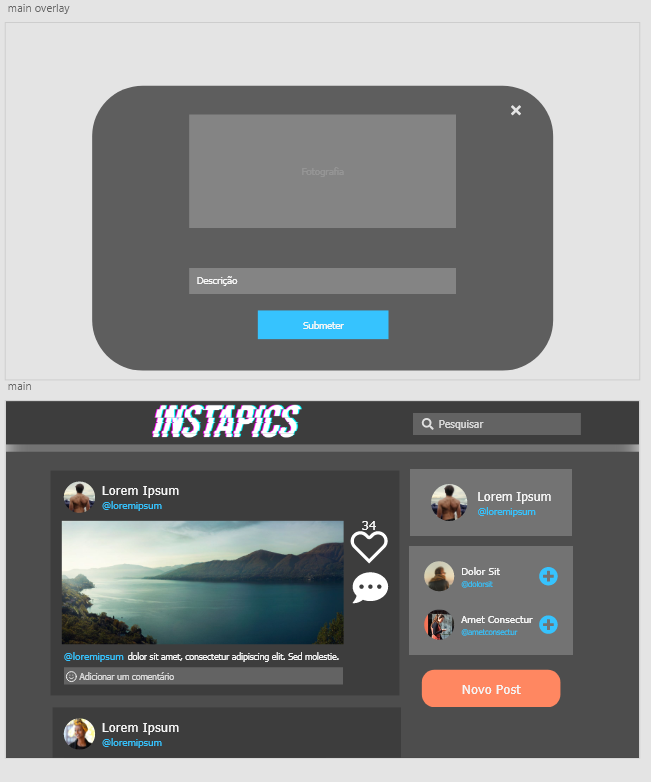 main overlay
Fotografia
Descrição
Submeter
main
INSTAPICS
Pesquisar
Lorem Ipsum
@loremipsum
34
@loremipsum dolor sit amet, consectetur adipiscing elit. Sed molestie.
Adicionar um comentário
Lorem Ipsum
@loremipsum
Lorem Ipsum
@loremipsum
Dolor Sit
@dolorsit
Amet Consectur
@ametconsectur
Novo Post